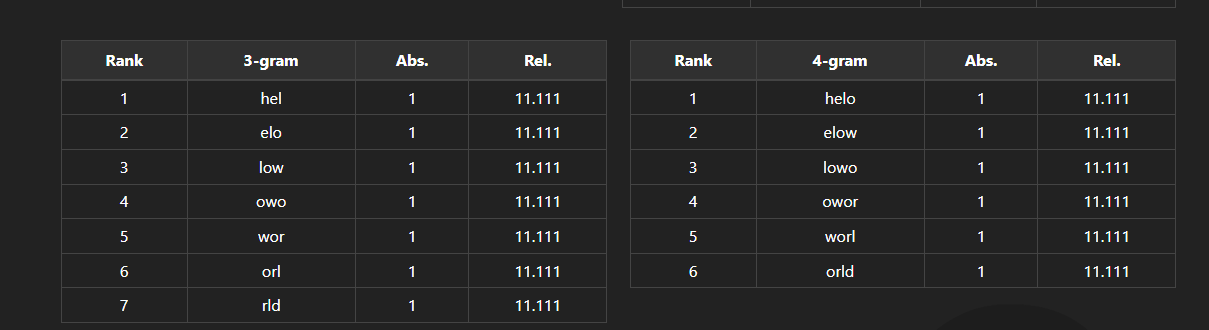 Rank 3-gram Abs. Rel.
1 hel 1 11.111
2 elo 1 11.111
3 low 1 11.111
4 owo 1 11.111
5 wor 1 11.111
6 orl 1 11.111
7 rld 1 11.111
Rank 4-gram Abs. Rel.
1 helo 1 11.111
2 elow 1 11.111
3 lowo 1 11.111
4 owor 1 11.111
5 worl 1 11.111
6 orld 1 11.111